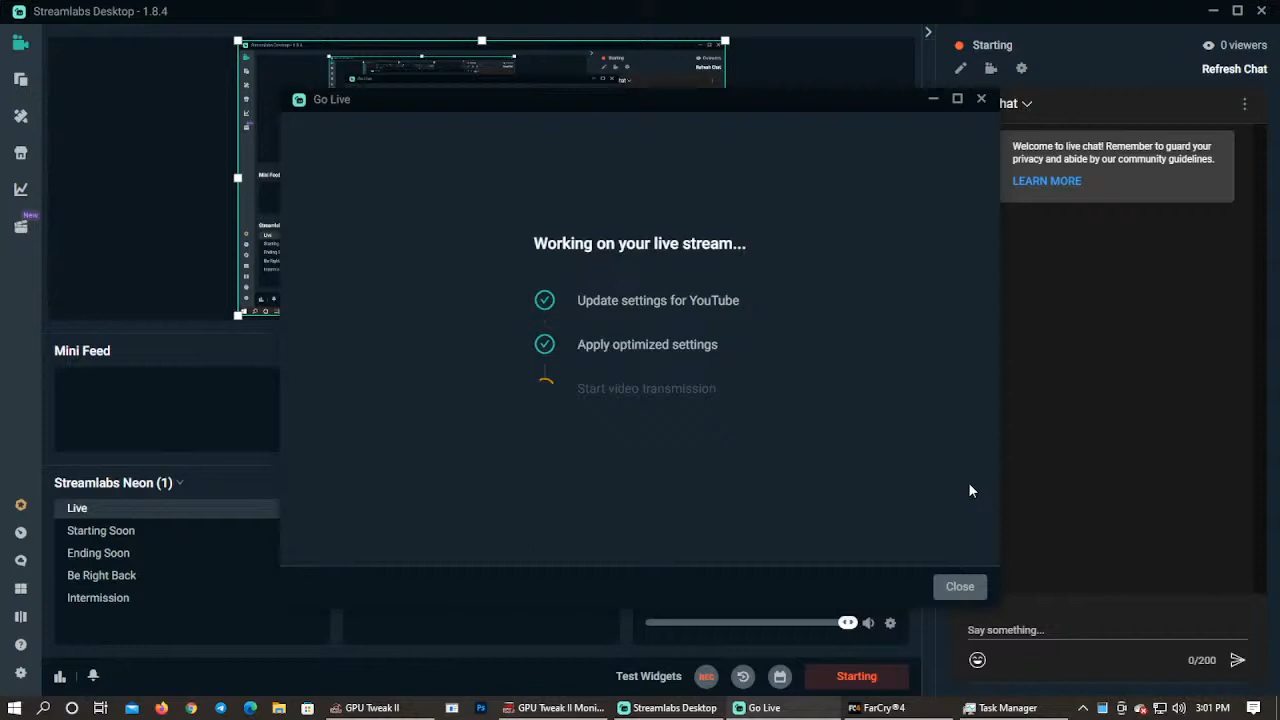 Streamlabs Desktop - 1.8.4
Starting
0 viewers
Refresh Chat
Go Live
hat
Welcome to live chat! Remember to guard your
privacy and abide by our community guidelines.
LEARN MORE
New
Working on your live stream...
Update settings for YouTube
Apply optimized settings
Start video transmission
Mini Feed
Streamlabs Neon (1)
Live
Starting Soon
Ending Soon
Be Right Back
Intermission
Close
Say something...
0/200
Test Widgets
REC
Starting
GPU Tweak II
GPU Tweak II Moni...
Streamlabs Desktop
Go Live
FarCry®4
Task Manager
3:01 PM